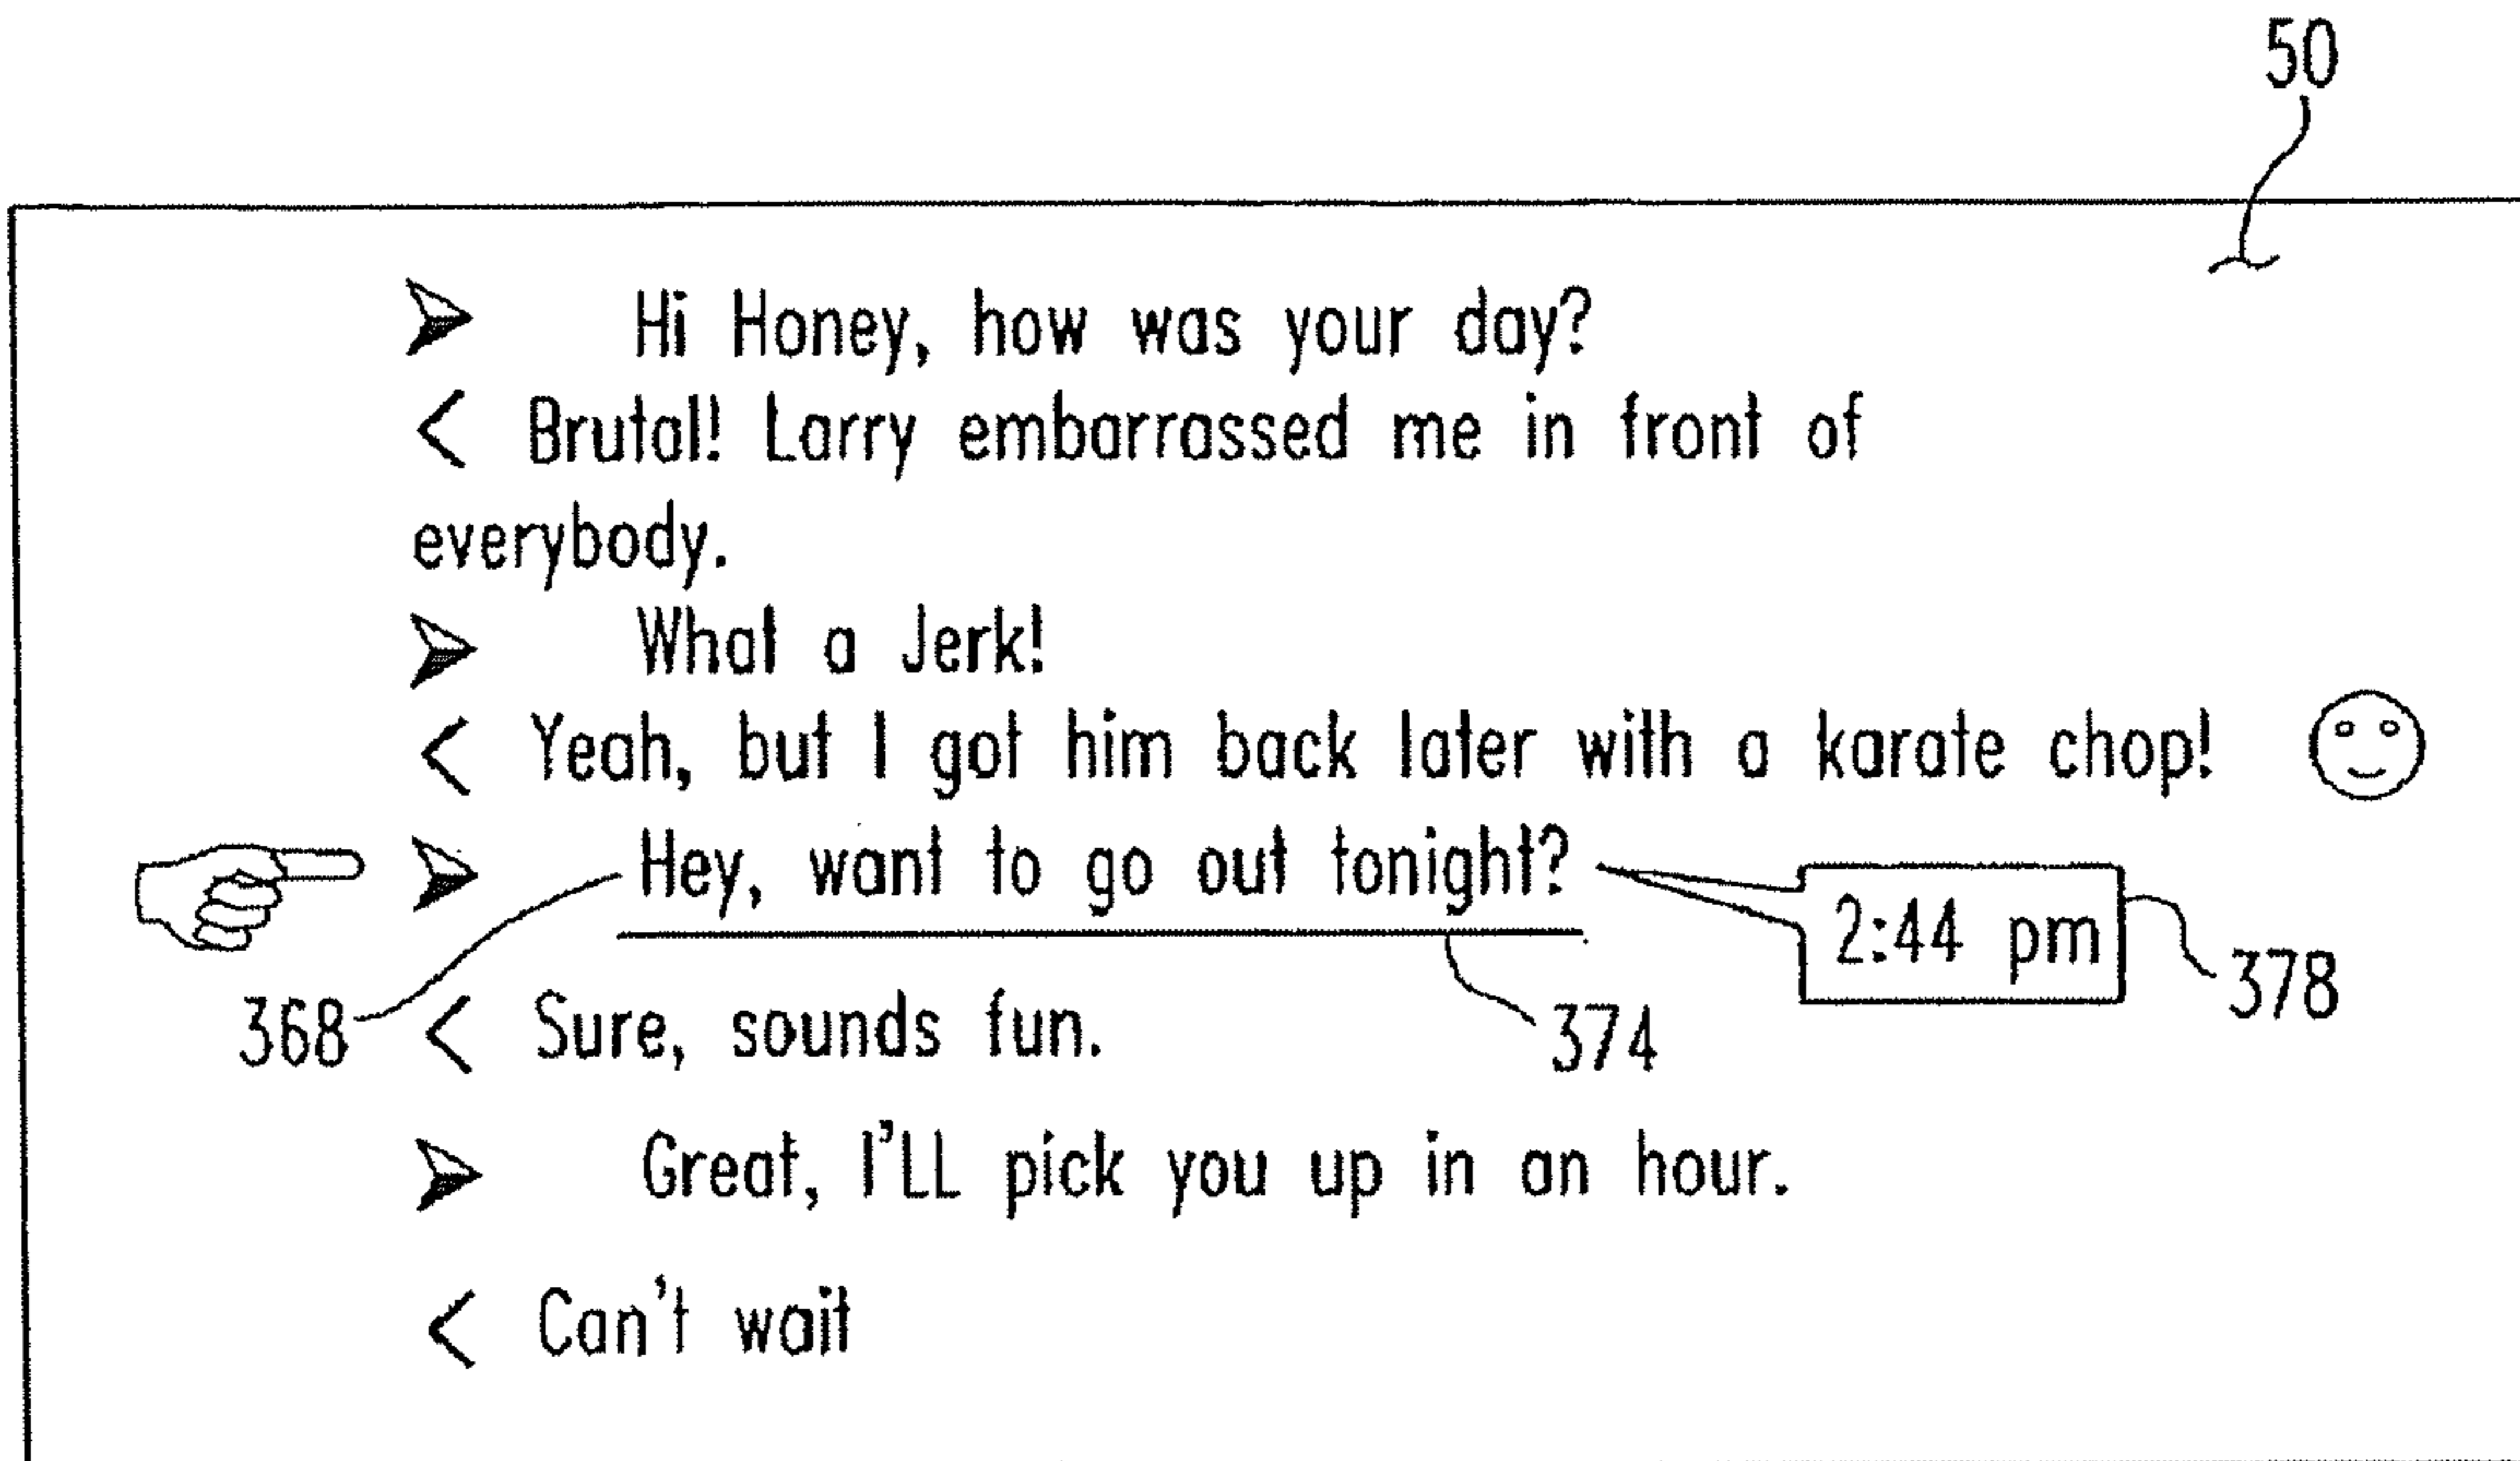 50
➢ Hi Honey, how was your day?
< Brutal! Larry embarrassed me in front of
everybody.
➢ What a Jerk!
< Yeah, but I got him back later with a karate chop!
➢ Hey, want to go out tonight?
2:44 pm
378
368
< Sure, sounds fun.
374
➢ Great, I'LL pick you up in an hour.
< Can't wait